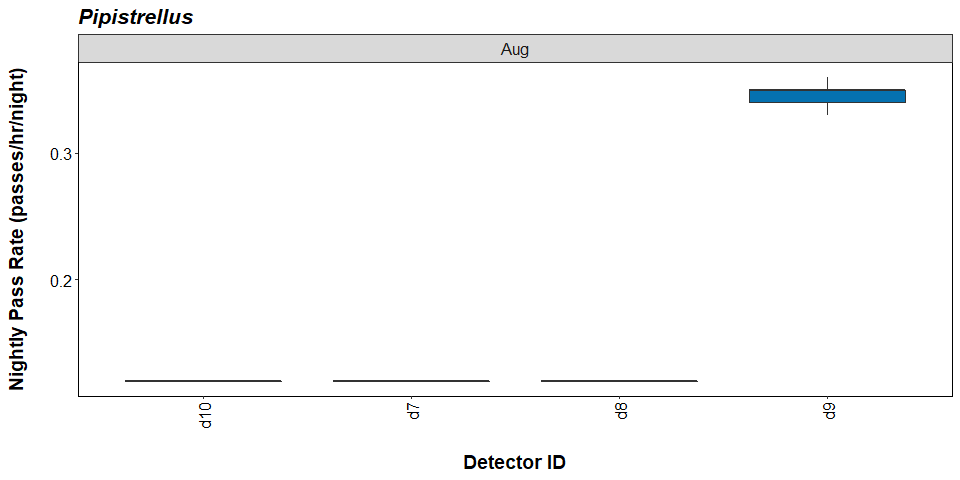 Pipistrellus
Aug
Nightly Pass Rate (passes/hr/night)
0.3
0.2
d10
d7
d8
d9
Detector ID